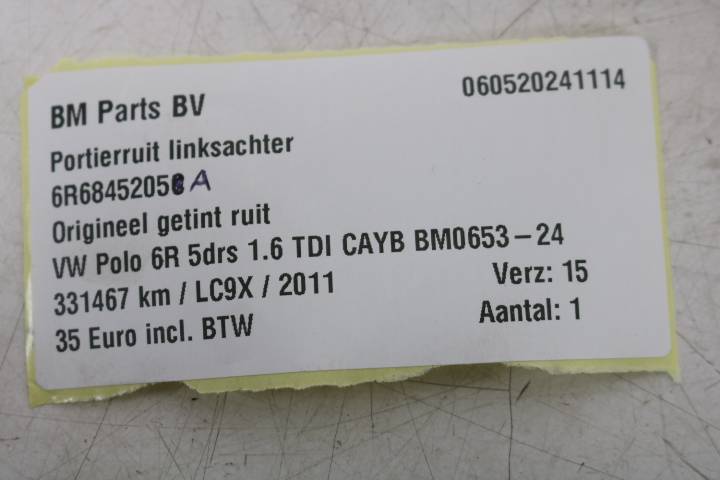 BM Parts BV
060520241114
Portierruit linksachter
6R6845205 A
Origineel getint ruit
VW Polo 6R 5drs 1.6 TDI CAYB BM0653-24
331467 km / LC9X / 2011
Verz: 15
35 Euro incl. BTW
Aantal: 1